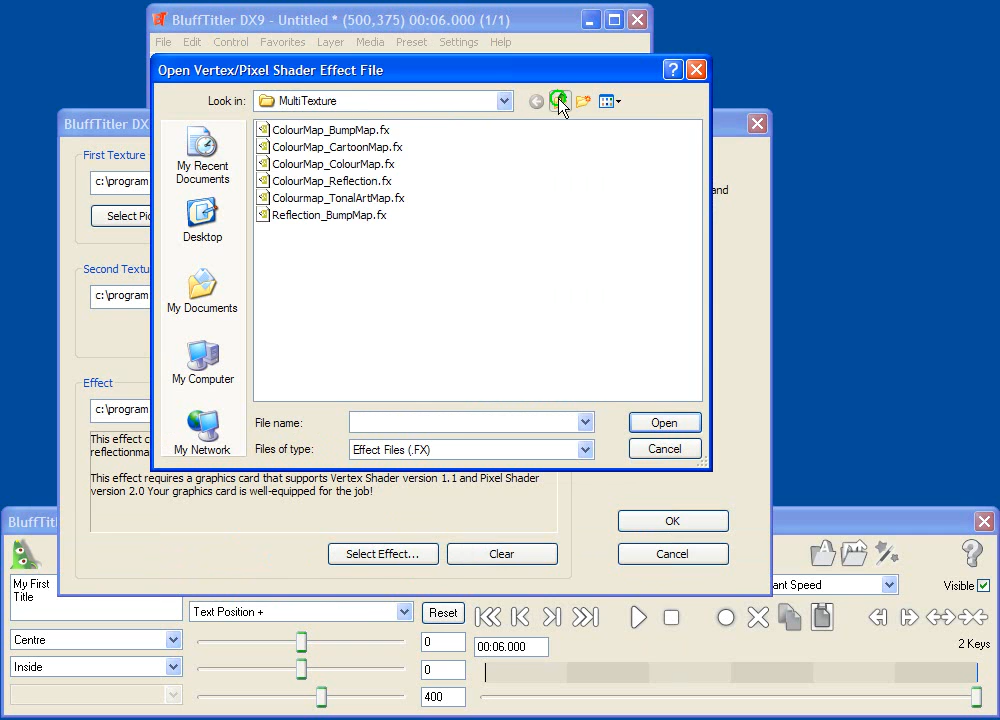 BluffTitler DX9 - Untitled * (500,375) 00:06.000 (1/1)
File Edit Control Favorites Layer Media Preset Settings Help
Open Vertex/Pixel Shader Effect File
Look in: MultiTexture
My Recent Documents
Desktop
My Documents
My Computer
My Network
ColourMap_BumpMap.fx
ColourMap_CartoonMap.fx
ColourMap_ColourMap.fx
ColourMap_Reflection.fx
Colourmap_TonalArtMap.fx
Reflection_BumpMap.fx
File name:
Open
Files of type: Effect Files (.FX)
Cancel
BluffTitler DX
First Texture
c:\program
Select Pic
and
Second Textu
c:\program
Effect
c:\program
This effect c
reflectionma
This effect requires a graphics card that supports Vertex Shader version 1.1 and Pixel Shader
version 2.0 Your graphics card is well-equipped for the job!
Select Effect...
Clear
OK
Cancel
BluffTitl
My First
Title
Text Position +
Reset
ant Speed
Visible
Centre
0
00:06.000
2 Keys
Inside
0
400